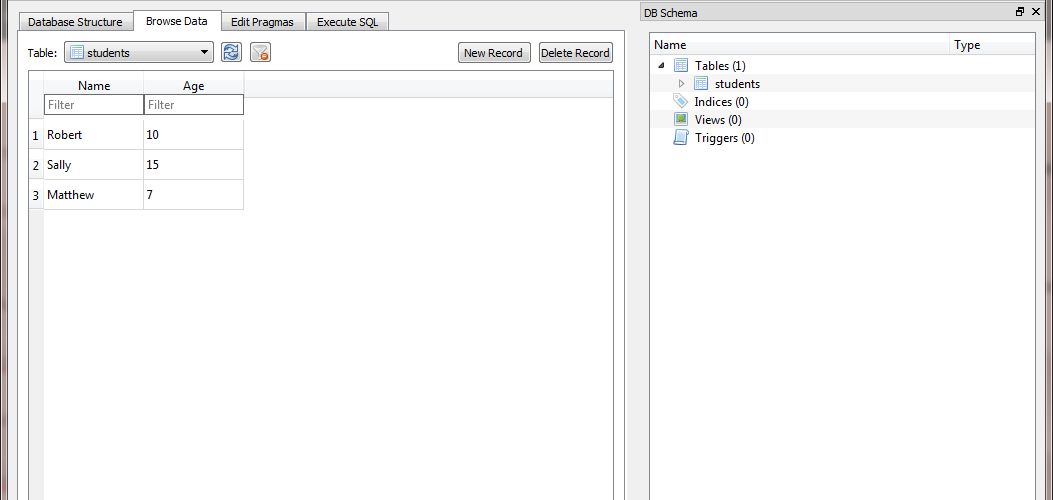 Database Structure Browse Data Edit Pragmas Execute SQL
Table: students New Record Delete Record
Name Age
Filter Filter
1 Robert 10
2 Sally 15
3 Matthew 7
DB Schema
Name Type
Tables (1)
students
Indices (0)
Views (0)
Triggers (0)